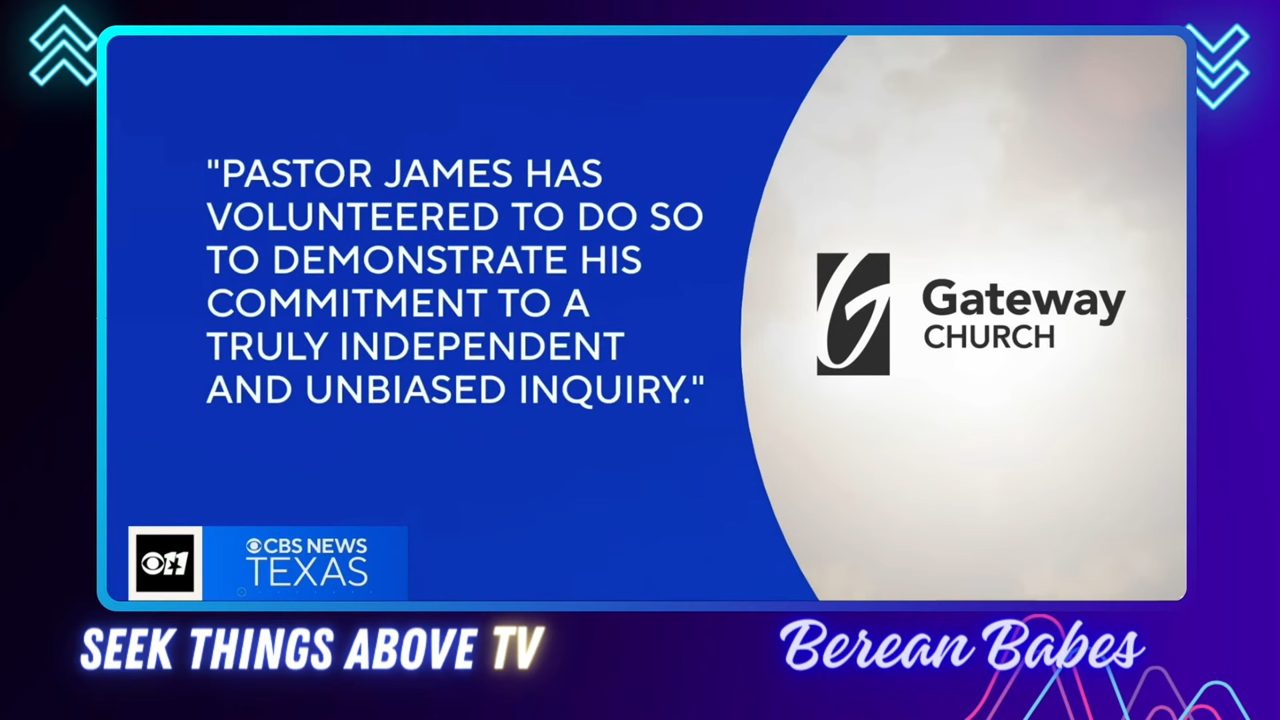 "PASTOR JAMES HAS
VOLUNTEERED TO DO SO
TO DEMONSTRATE HIS
COMMITMENT TO A
TRULY INDEPENDENT
AND UNBIASED INQUIRY."
Gateway
CHURCH
11
CBS NEWS
TEXAS
SEEK THINGS ABOVE TV
Berean Babes